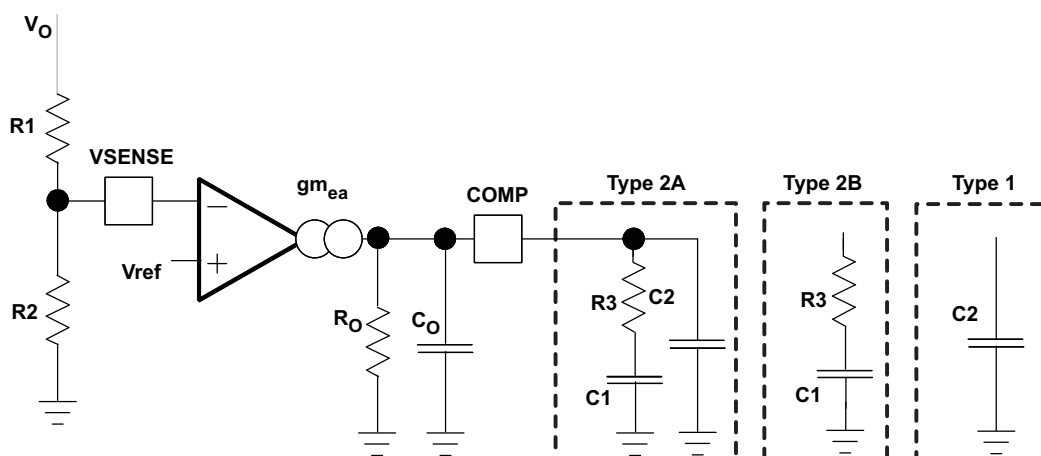 VO
R1
VSENSE
gmea
COMP
Type 2A
Type 2B
Type 1
Vref
R2
RO
CO
R3
C2
C1
R3
C1
C2